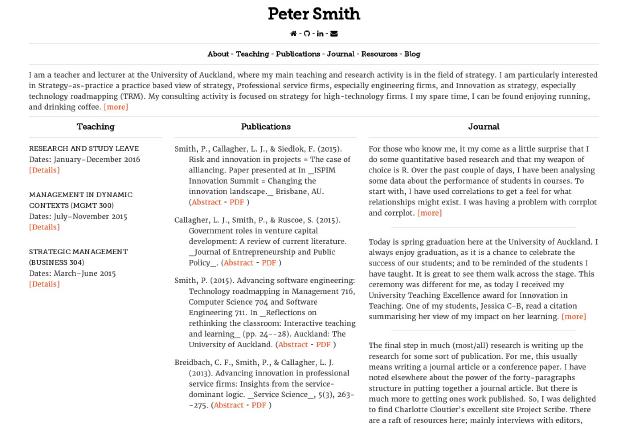 Peter Smith
- - in -
About - Teaching - Publications - Journal - Resources - Blog
I am a teacher and lecturer at the University of Auckland, where my main teaching and research activity is in the field of strategy. I am particularly interested
in Strategy-as-practice a practice based view of strategy, Professional service firms, especially engineering firms, and Innovation as strategy, especially
technology roadmapping (TRM). My consulting activity is focused on strategy for high-technology firms. I my spare time, I can be found enjoying running,
and drinking coffee. [more]
Teaching
RESEARCH AND STUDY LEAVE
Dates: January-December 2016
[Details]
MANAGEMENT IN DYNAMIC
CONTEXTS (MGMT 300)
Dates: July-November 2015
[Details]
STRATEGIC MANAGEMENT
(BUSINESS 304)
Dates: March-June 2015
[Details]
Publications
Smith, P., Callagher, L. J., & Siedlok, F. (2015).
Risk and innovation in projects = The case of
alliancing. Paper presented at In _ISPIM
Innovation Summit = Changing the
innovation landscape._ Brisbane, AU.
(Abstract - PDF )
Callagher, L. J., Smith, P., & Ruscoe, S. (2015).
Government roles in venture capital
development: A review of current literature.
_Journal of Entrepreneurship and Public
Policy_. (Abstract - PDF )
Smith, P. (2015). Advancing software engineering:
Technology roadmapping in Management 716,
Computer Science 704 and Software
Engineering 711. In _Reflections on
rethinking the classroom: Interactive teaching
and learning_ (pp. 24--28). Auckland: The
University of Auckland. (Abstract - PDF )
Breidbach, C. F., Smith, P., & Callagher, L. J.
(2013). Advancing innovation in professional
service firms: Insights from the service-
dominant logic. _Service Science_, 5(3), 263-
-275. (Abstract - PDF )
Journal
For those who know me, it my come as a little surprise that I
do some quantitative based research and that my weapon of
choice is R. Over the past couple of days, I have been analysing
some data about the performance of students in courses. To
start with, I have used correlations to get a feel for what
relationships might exist. I was having a problem with corrplot
and corrplot. [more]
Today is spring graduation here at the University of Auckland. I
always enjoy graduation, as it is a chance to celebrate the
success of our students; and to be reminded of the students I
have taught. It is great to see them walk across the stage. This
ceremony was different for me, as today I received my
University Teaching Excellence award for Innovation in
Teaching. One of my students, Jessica C-B, read a citation
summarising her view of my impact on her learning. [more]
The final stop in much (most/all) research is writing up the
research for some sort of publication. For me, this usually
means writing a journal article or a conference paper. I have
noted elsewhere about the power of the forty-paragraphs
structure in putting together a journal article. But there is
much more to getting ones work published. So, I was delighted
to find Charlotte Cloutier's excellent site Project Scribe. There
are a raft of resources here; mainly interviews with editors,